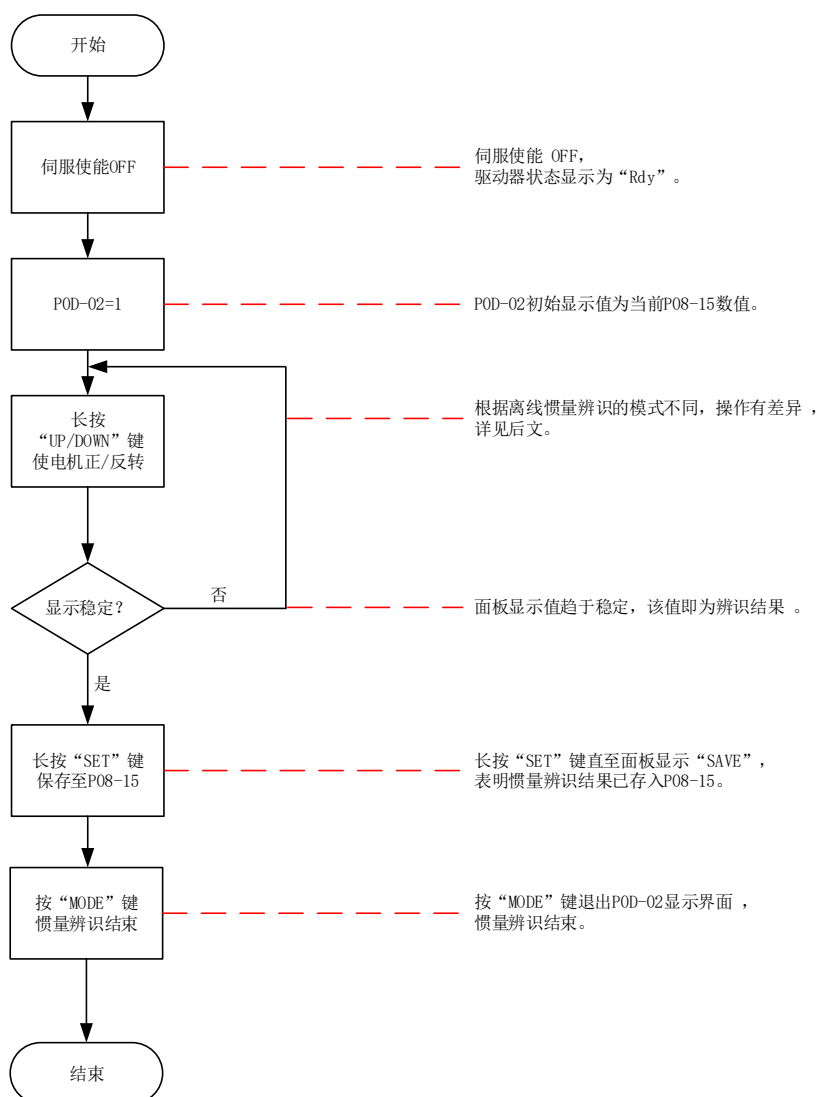 开始
伺服使能OFF
伺服使能 OFF，
驱动器状态显示为“Rdy”。
P0D-02=1
P0D-02初始显示值为当前P08-15数值。
长按
“UP/DOWN”键
使电机正/反转
根据离线惯量辨识的模式不同，操作有差异 ，
详见后文。
显示稳定？
否
面板显示值趋于稳定，该值即为辨识结果 。
是
长按“SET”键
保存至P08-15
长按“SET”键直至面板显示“SAVE”，
表明惯量辨识结果已存入P08-15。
按“MODE”键
惯量辨识结束
按“MODE”键退出P0D-02显示界面 ，
惯量辨识结束。
结束